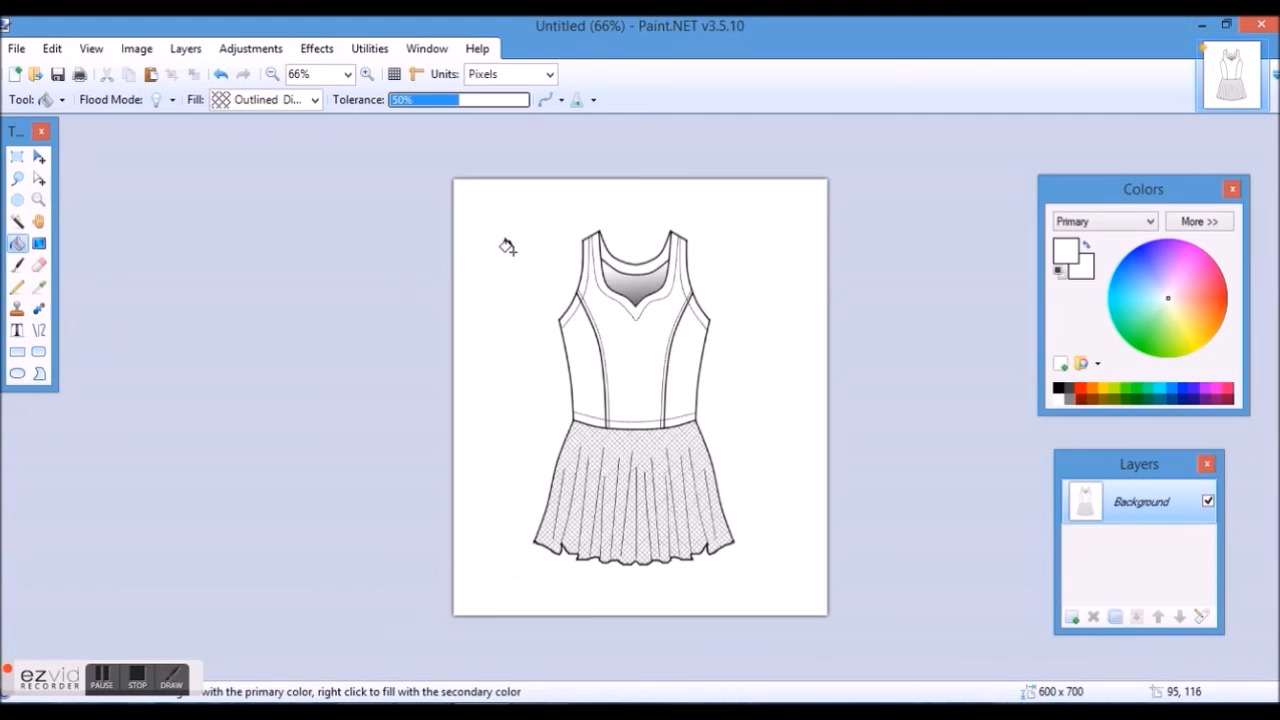 Untitled (66%) - Paint.NET v3.5.10
File Edit View Image Layers Adjustments Effects Utilities Window Help
66% Units: Pixels
Tool: Flood Mode: Fill: Outlined Di... Tolerance: 50%
T...
Colors
Primary More >>
Layers
Background
ezvid
RECORDER
PAUSE STOP DRAW
with the primary color, right click to fill with the secondary color 600 x 700 95, 116